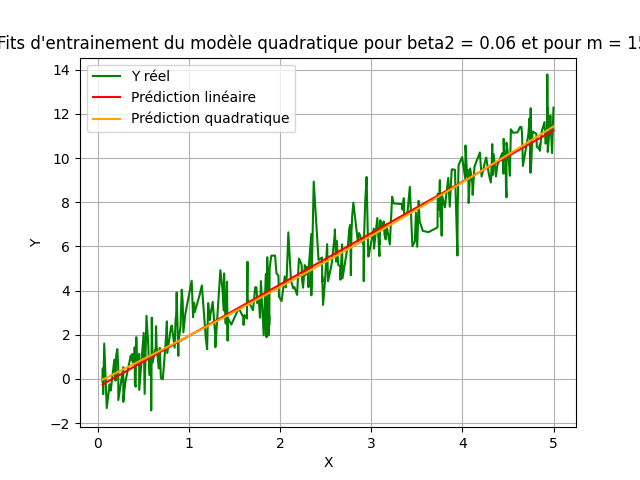 Fits d'entrainement du modèle quadratique pour beta2 = 0.06 et pour m = 15
Y réel
Prédiction linéaire
Prédiction quadratique
14
12
10
8
6
4
2
0
−2
Y
0 1 2 3 4 5
X